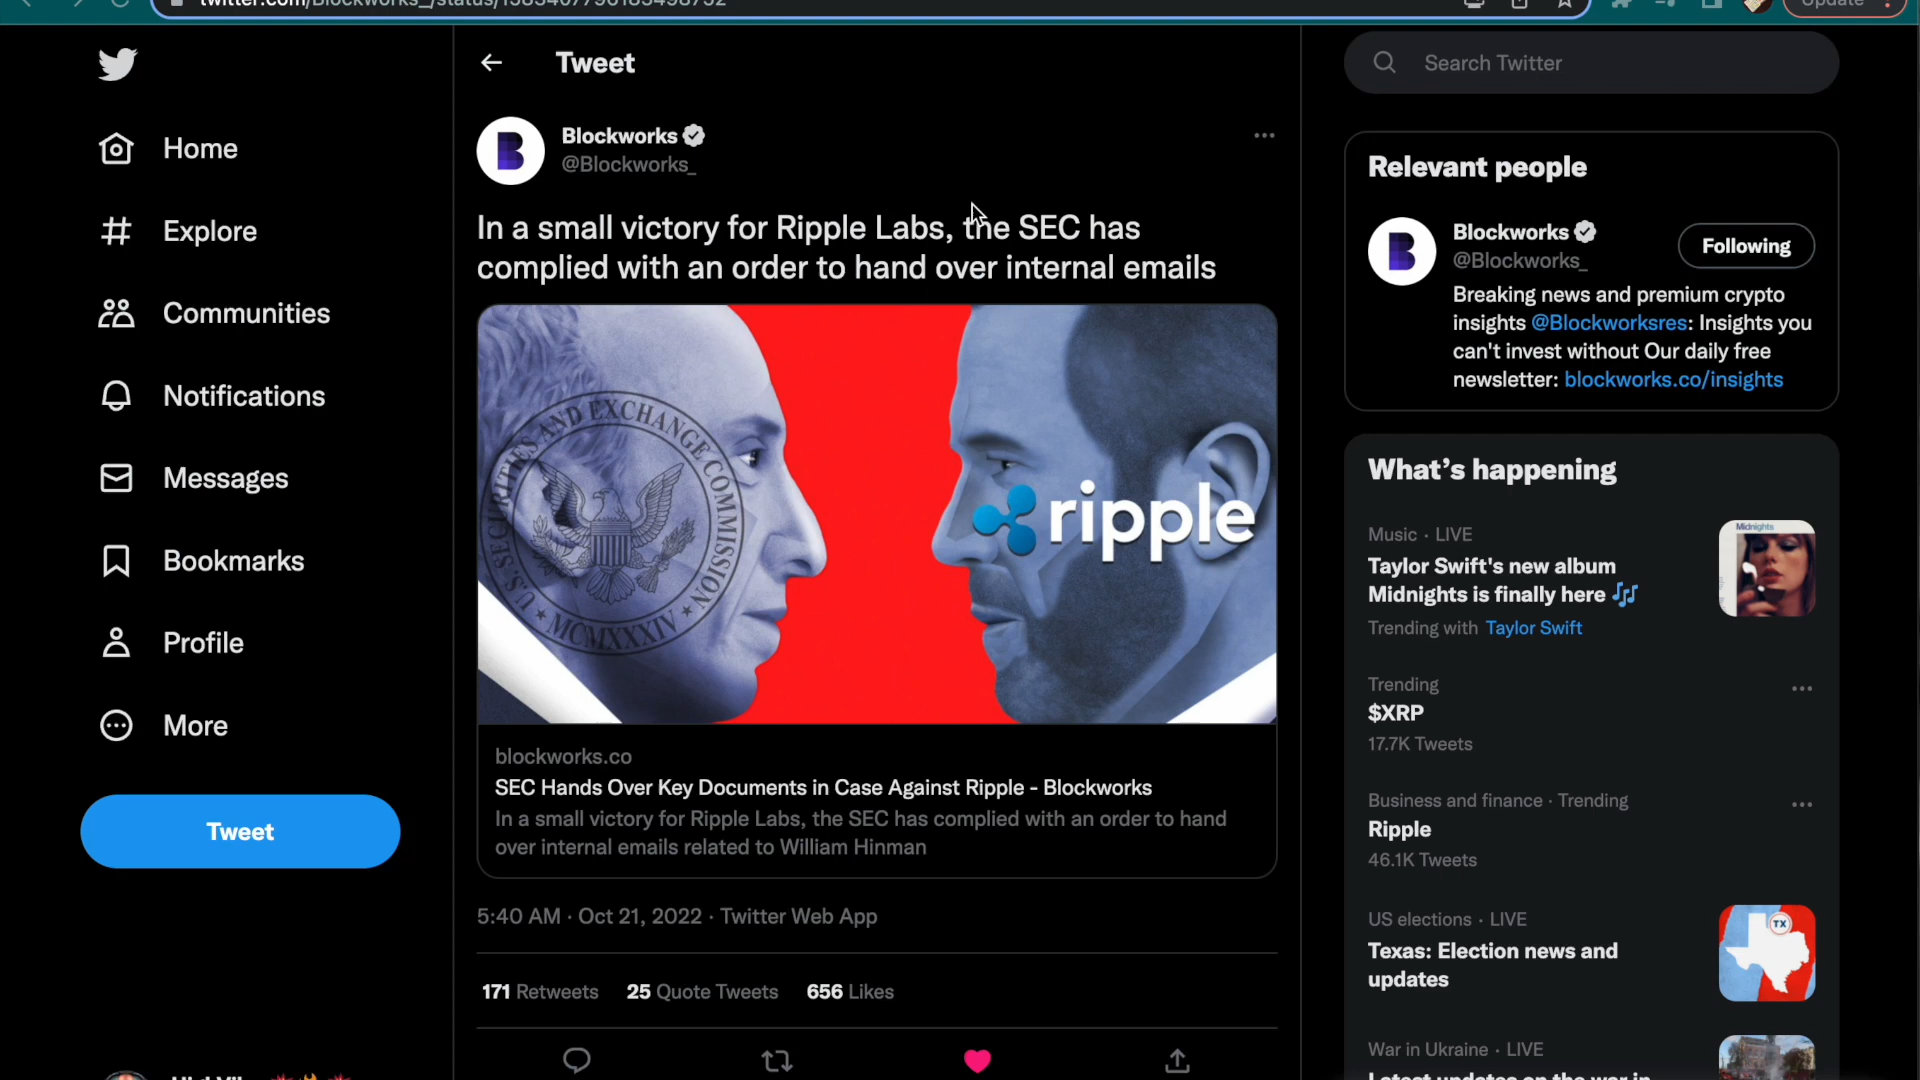 Update
Home
Explore
Communities
Notifications
Messages
Bookmarks
Profile
More
Tweet
Tweet
Blockworks
@Blockworks_
In a small victory for Ripple Labs, the SEC has
complied with an order to hand over internal emails
U.S. SECURITIES AND EXCHANGE COMMISSION
MCMXXXIV
ripple
blockworks.co
SEC Hands Over Key Documents in Case Against Ripple - Blockworks
In a small victory for Ripple Labs, the SEC has complied with an order to hand
over internal emails related to William Hinman
5:40 AM · Oct 21, 2022 · Twitter Web App
171 Retweets 25 Quote Tweets 656 Likes
Search Twitter
Relevant people
Blockworks
@Blockworks_
Following
Breaking news and premium crypto
insights @Blockworksres: Insights you
can't invest without Our daily free
newsletter: blockworks.co/insights
What's happening
Music · LIVE
Taylor Swift's new album
Midnights is finally here
Trending with Taylor Swift
Midnights
Trending
$XRP
17.7K Tweets
Business and finance · Trending
Ripple
46.1K Tweets
US elections · LIVE
Texas: Election news and
updates
TX
War in Ukraine · LIVE
Latest updates on the war in